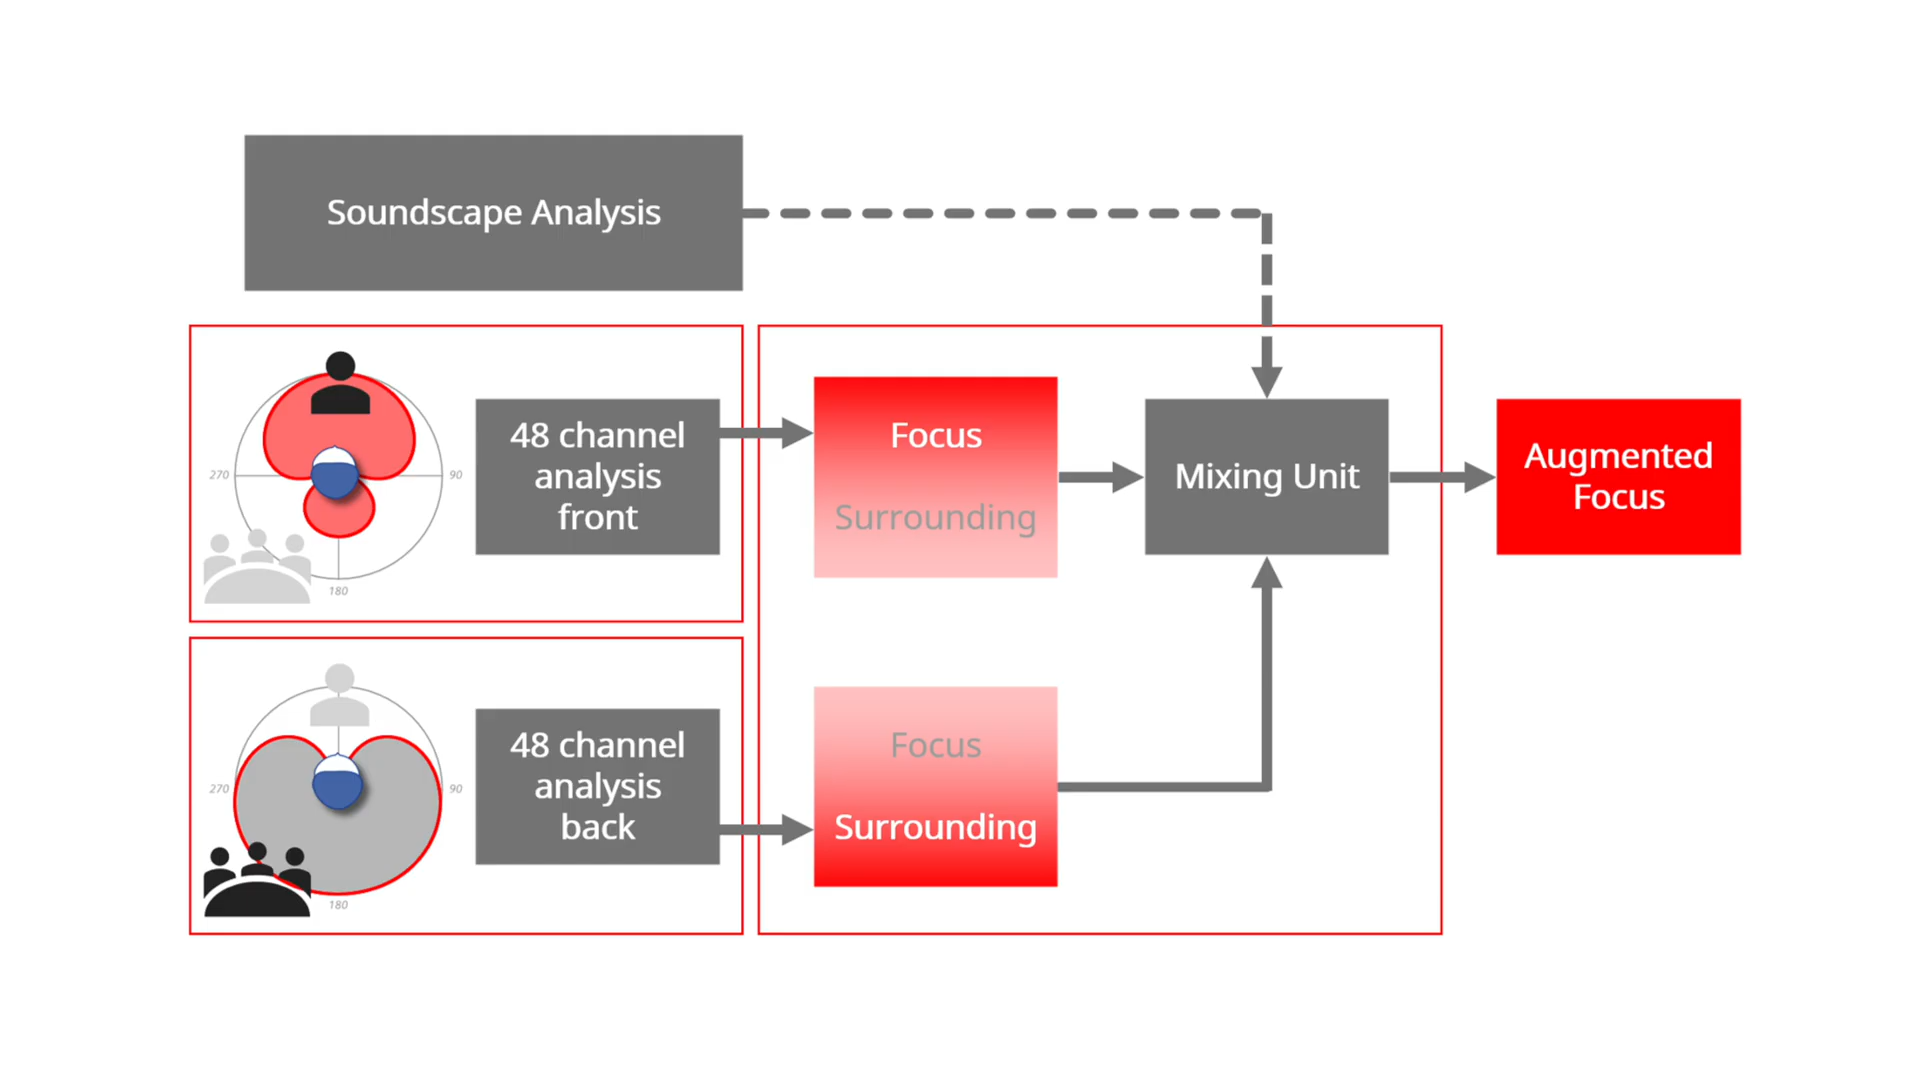 Soundscape Analysis
270
90
180
48 channel
analysis
front
Focus
Surrounding
Mixing Unit
Augmented
Focus
270
90
180
48 channel
analysis
back
Focus
Surrounding